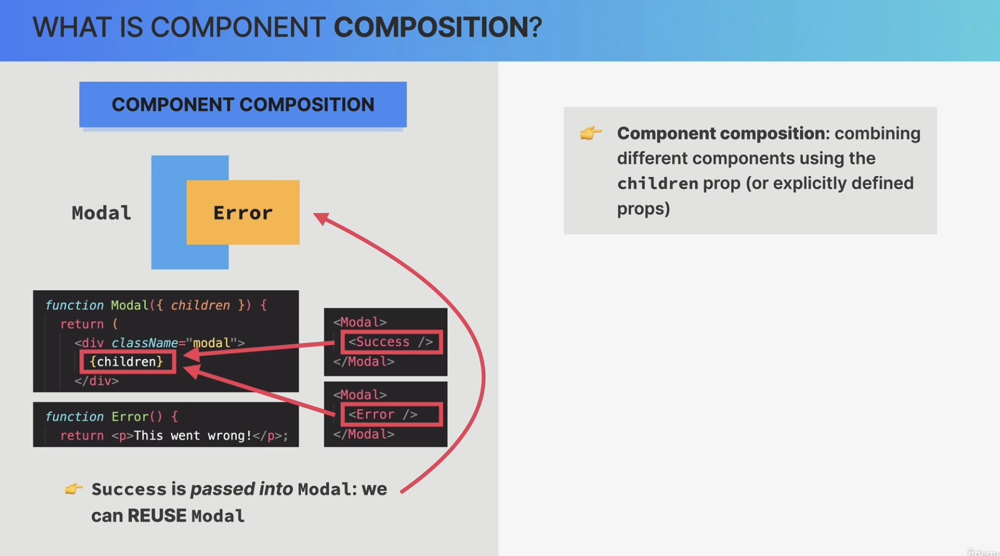 WHAT IS COMPONENT COMPOSITION?
COMPONENT COMPOSITION
Modal
Error
function Modal({ children }) {
return (
<div className="modal">
{children}
</div>
function Error() {
return <p>This went wrong!</p>;
<Modal>
<Success />
</Modal>
<Modal>
<Error />
</Modal>
👉 Success is passed into Modal: we
can REUSE Modal
👉 Component composition: combining
different components using the
children prop (or explicitly defined
props)
ûdemy